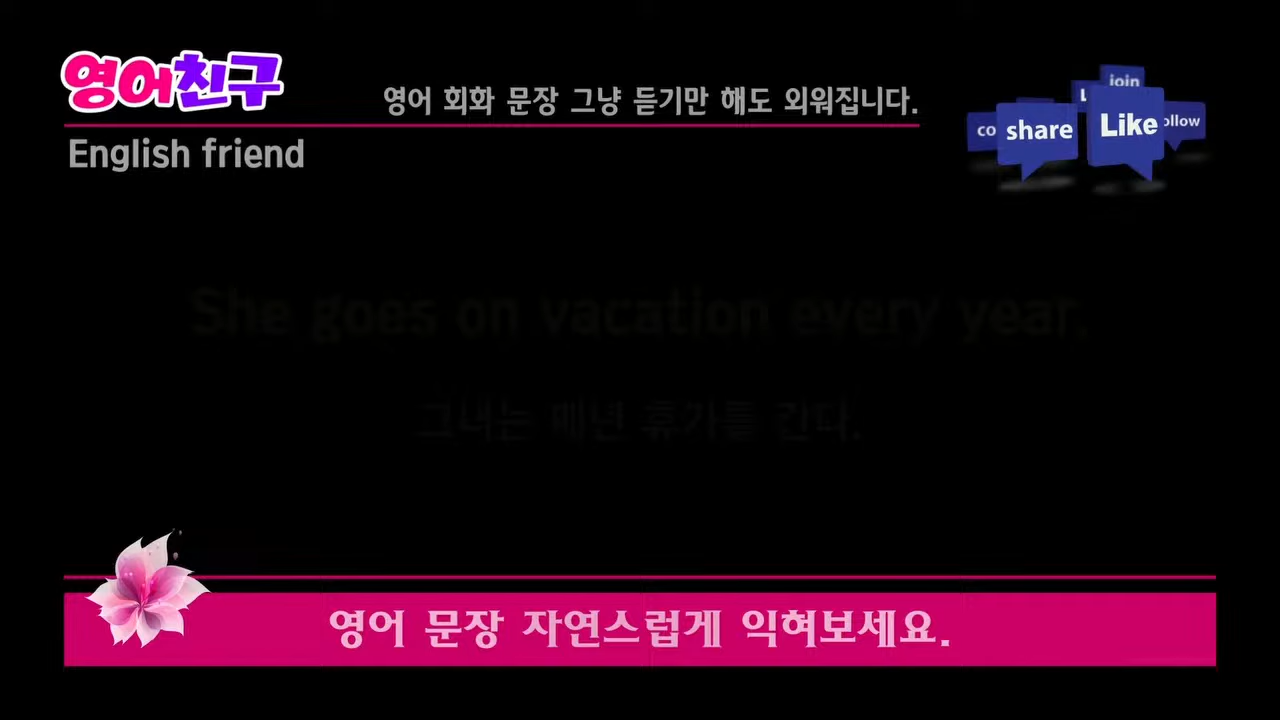 영어친구
영어 회화 문장 그냥 듣기만 해도 외워집니다.
English friend
join
share
Like
She goes on vacation every year.
그녀는 매년 휴가를 간다.
영어 문장 자연스럽게 익혀보세요.